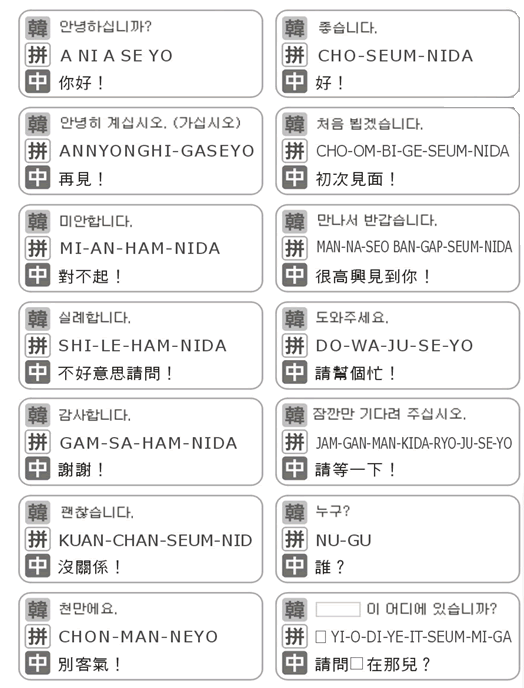 韓 안녕하십니까?
拼 A NI A SE YO
中 你好！
韓 안녕히 계십시오. (가십시오)
拼 ANNYONGHI-GASEYO
中 再見！
韓 미안합니다.
拼 MI-AN-HAM-NIDA
中 對不起！
韓 실례합니다.
拼 SHI-LE-HAM-NIDA
中 不好意思請問！
韓 감사합니다.
拼 GAM-SA-HAM-NIDA
中 謝謝！
韓 괜찮습니다.
拼 KUAN-CHAN-SEUM-NID
中 沒關係！
韓 천만에요.
拼 CHON-MAN-NEYO
中 別客氣！
韓 좋습니다.
拼 CHO-SEUM-NIDA
中 好！
韓 처음 뵙겠습니다.
拼 CHO-OM-BI-GE-SEUM-NIDA
中 初次見面！
韓 만나서 반갑습니다.
拼 MAN-NA-SEO BAN-GAP-SEUM-NIDA
中 很高興見到你！
韓 도와주세요.
拼 DO-WA-JU-SE-YO
中 請幫個忙！
韓 잠깐만 기다려 주십시오.
拼 JAM-GAN-MAN-KIDA-RYO-JU-SE-YO
中 請等一下！
韓 누구?
拼 NU-GU
中 誰？
韓 □ 이 어디에 있습니까?
拼 □ YI-O-DI-YE-IT-SEUM-MI-GA
中 請問□在那兒？